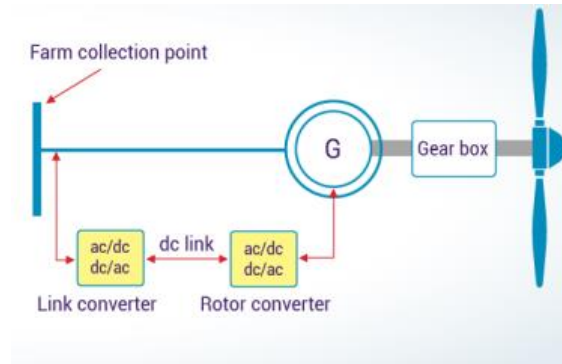 Farm collection point
G
Gear box
ac/dc
dc/ac
dc link
ac/dc
dc/ac
Link converter
Rotor converter